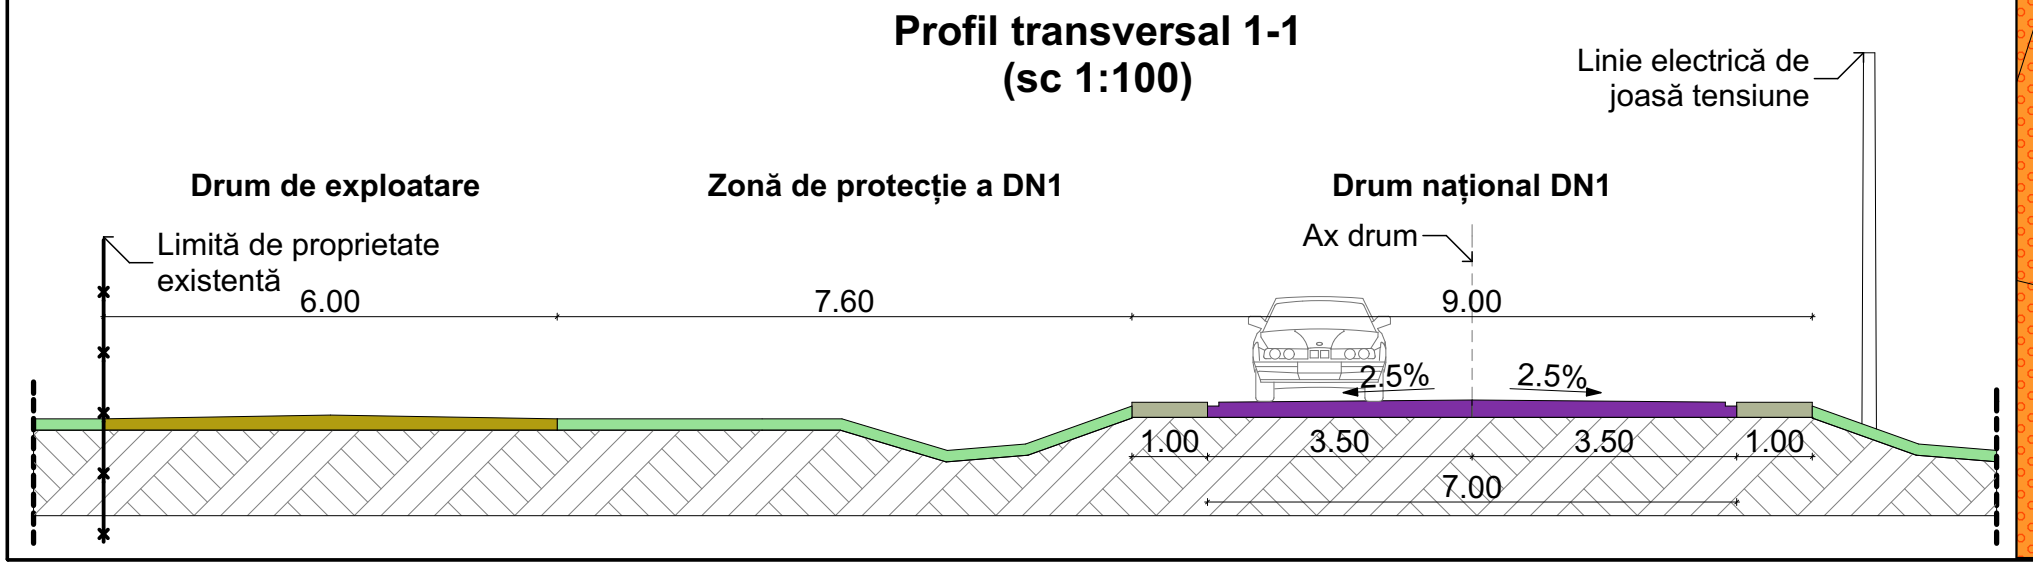 Profil transversal 1-1
(sc 1:100)
Linie electrică de
joasă tensiune
Drum de exploatare
Zonă de protecție a DN1
Drum național DN1
Limită de proprietate
existentă
Ax drum
6.00
7.60
9.00
2.5%
2.5%
1.00
3.50
3.50
1.00
7.00